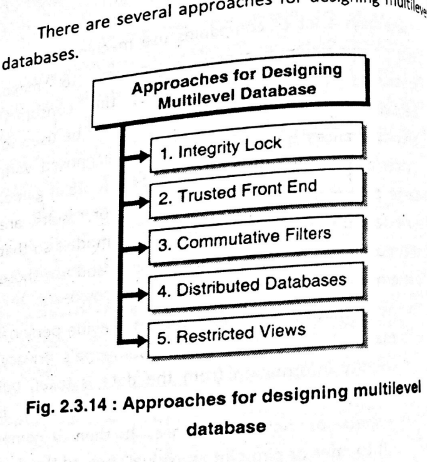 There are several approaches for designing multilevel
databases.
Approaches for Designing
Multilevel Database
1. Integrity Lock
2. Trusted Front End
3. Commutative Filters
4. Distributed Databases
5. Restricted Views
Fig. 2.3.14 : Approaches for designing multilevel
database